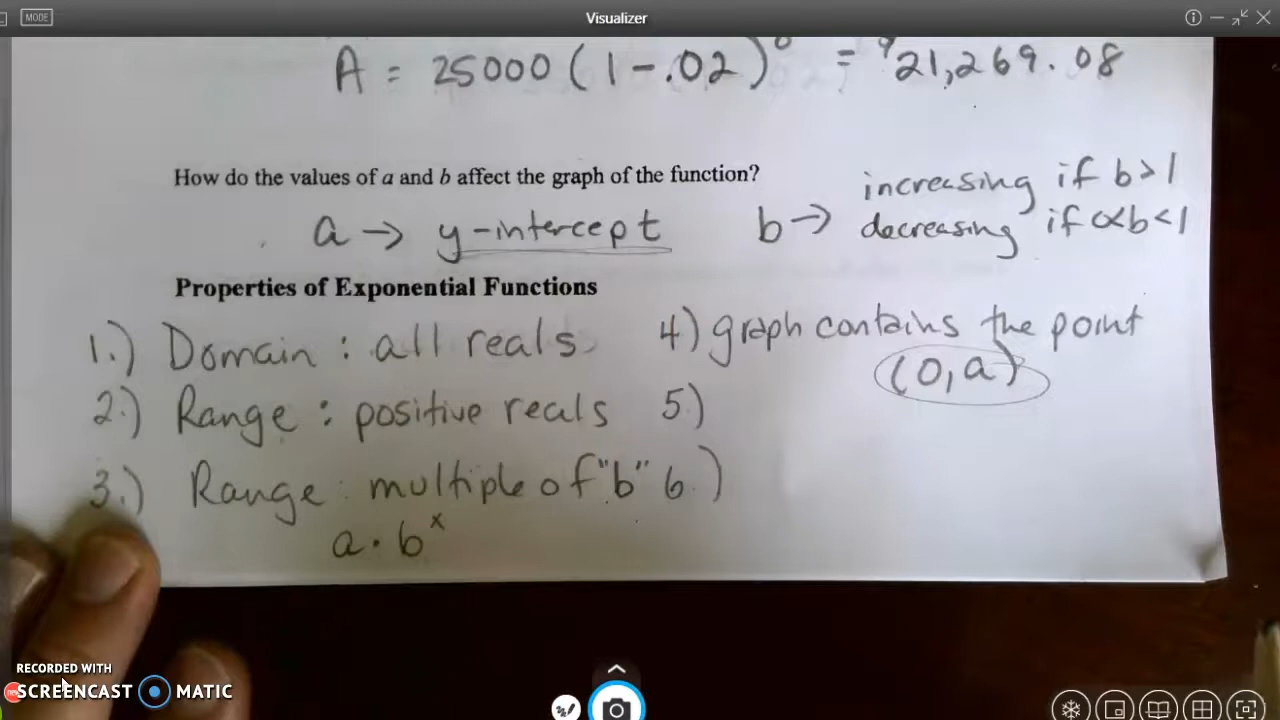 MODE
Visualizer
A = 25000 (1 - .02) = 21,269.08
How do the values of a and b affect the graph of the function?
a → y-intercept
b → increasing if b > 1
decreasing if 0<b < 1
Properties of Exponential Functions
1.) Domain : all reals
2.) Range : positive reals
3.) Range : multiple of "b"
a · b^x
4) graph contains the point
(0, a)
5)
6.)
RECORDED WITH
SCREENCAST MATIC